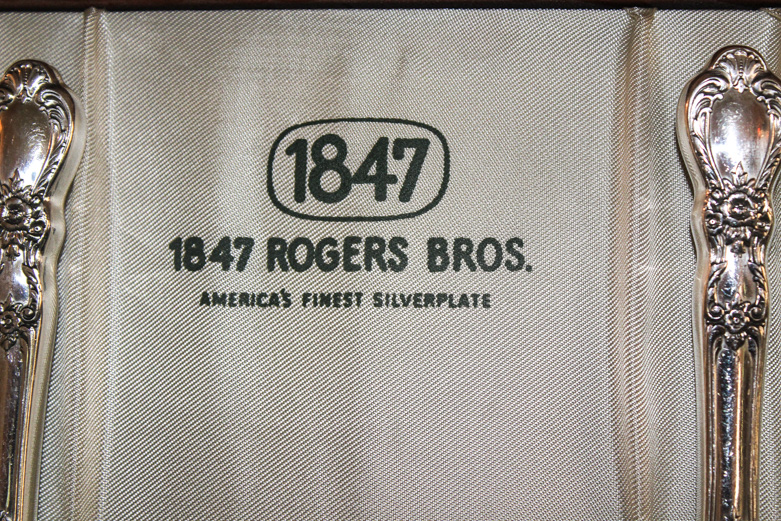 1847
1847 ROGERS BROS.
AMERICA'S FINEST SILVERPLATE